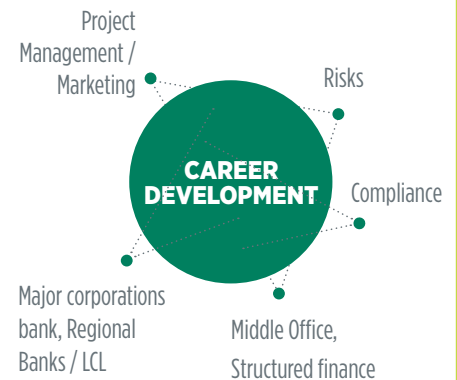 Project
Management /
Marketing
Risks
CAREER
DEVELOPMENT
Compliance
Major corporations
bank, Regional
Banks / LCL
Middle Office,
Structured finance